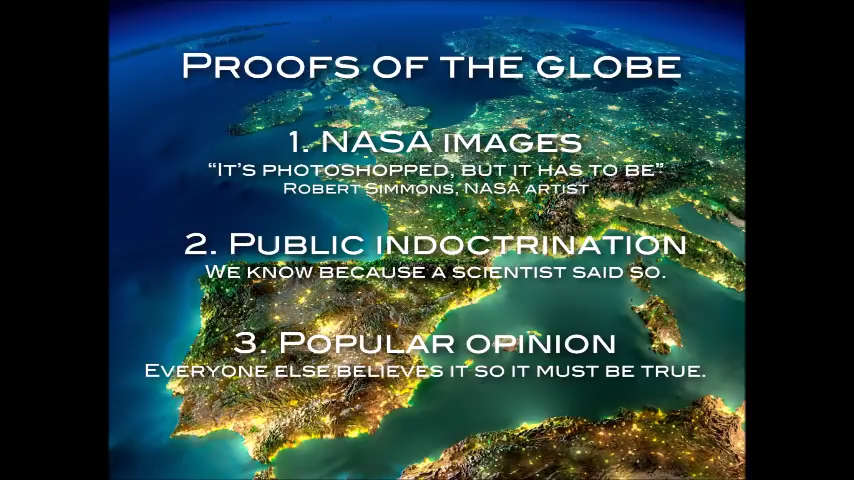 PROOFS OF THE GLOBE
1. NASA IMAGES
“IT’S PHOTOSHOPPED, BUT IT HAS TO BE”
ROBERT SIMMONS, NASA ARTIST
2. PUBLIC INDOCTRINATION
WE KNOW BECAUSE A SCIENTIST SAID SO.
3. POPULAR OPINION
EVERYONE ELSE BELIEVES IT SO IT MUST BE TRUE.